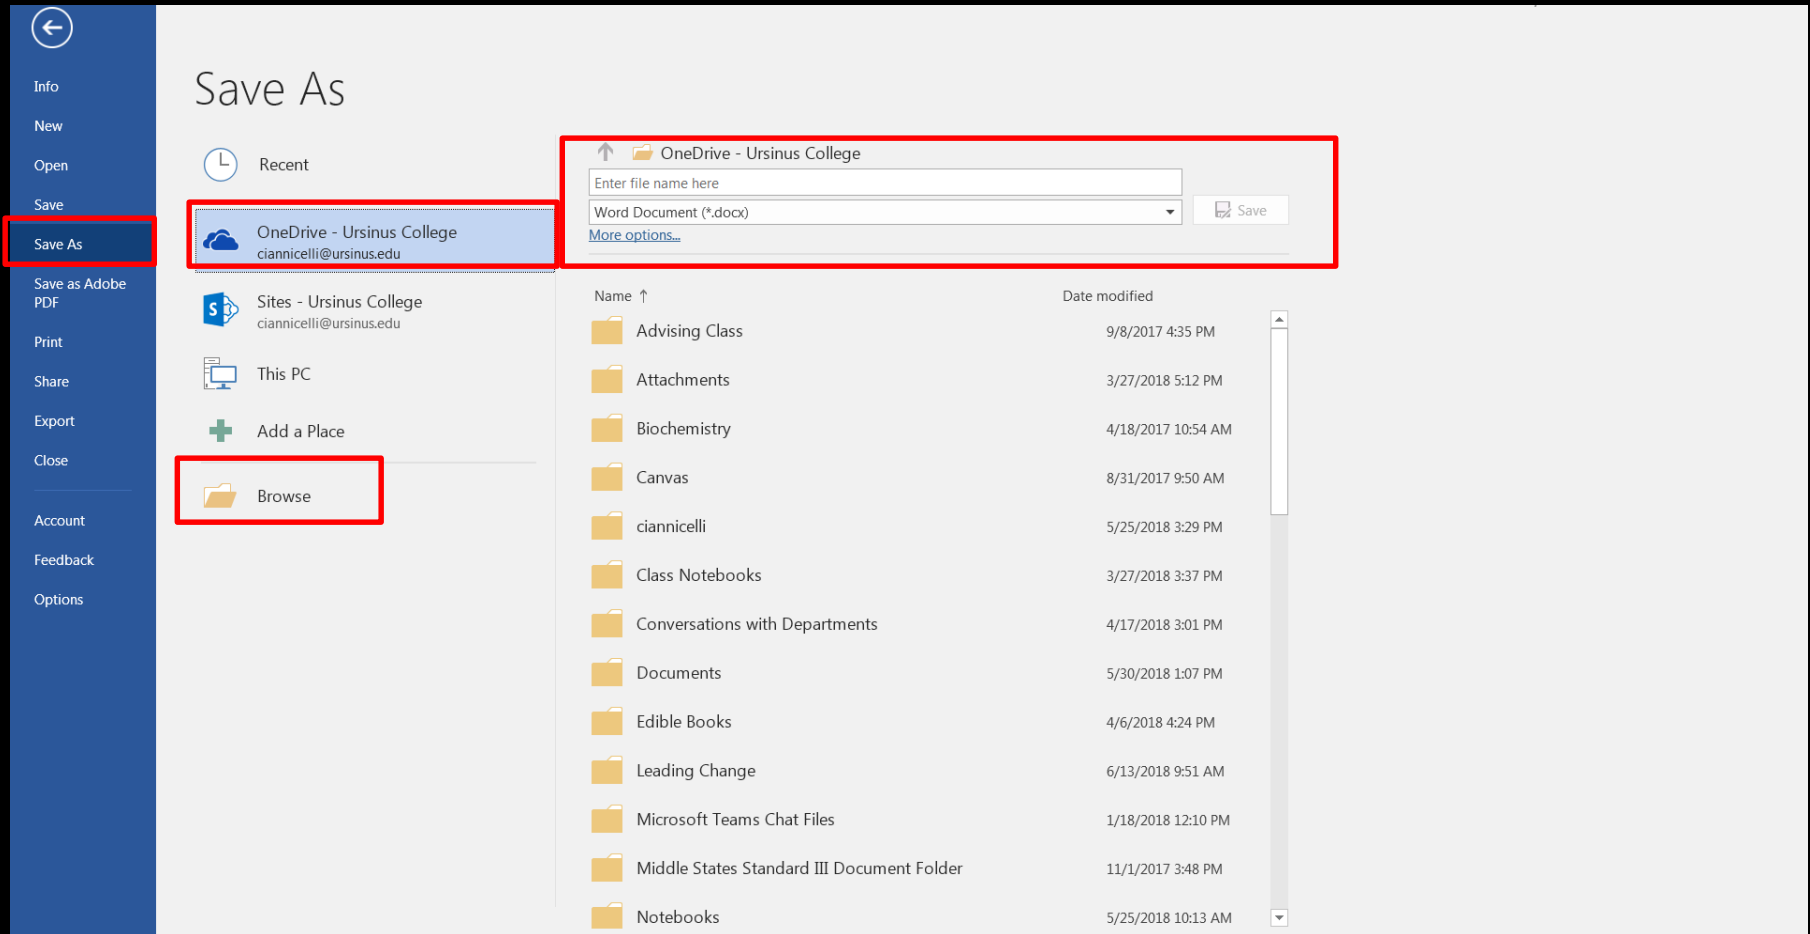 Info
New
Open
Save
Save As
Save as Adobe
PDF
Print
Share
Export
Close
Account
Feedback
Options
Save As
Recent
OneDrive - Ursinus College
ciannicelli@ursinus.edu
Sites - Ursinus College
ciannicelli@ursinus.edu
This PC
Add a Place
Browse
OneDrive - Ursinus College
Enter file name here
Word Document (*.docx)
Save
More options...
Name ↑ Date modified
Advising Class 9/8/2017 4:35 PM
Attachments 3/27/2018 5:12 PM
Biochemistry 4/18/2017 10:54 AM
Canvas 8/31/2017 9:50 AM
ciannicelli 5/25/2018 3:29 PM
Class Notebooks 3/27/2018 3:37 PM
Conversations with Departments 4/17/2018 3:01 PM
Documents 5/30/2018 1:07 PM
Edible Books 4/6/2018 4:24 PM
Leading Change 6/13/2018 9:51 AM
Microsoft Teams Chat Files 1/18/2018 12:10 PM
Middle States Standard III Document Folder 11/1/2017 3:48 PM
Notebooks 5/25/2018 10:13 AM